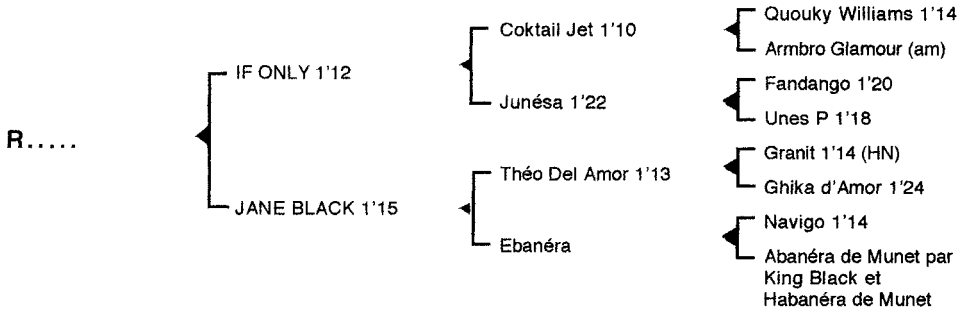 R.....
IF ONLY 1'12
JANE BLACK 1'15
Coktail Jet 1'10
Junésa 1'22
Théo Del Amor 1'13
Ebanéra
Quouky Williams 1'14
Armbro Glamour (am)
Fandango 1'20
Unes P 1'18
Granit 1'14 (HN)
Ghika d'Amor 1'24
Navigo 1'14
Abanéra de Munet par
King Black et
Habanéra de Munet